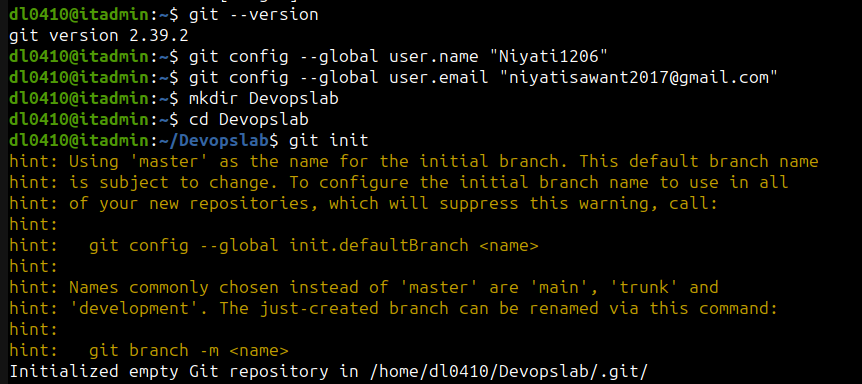 dl0410@itadmin:~$ git --version
git version 2.39.2
dl0410@itadmin:~$ git config --global user.name "Niyati1206"
dl0410@itadmin:~$ git config --global user.email "niyatisawant2017@gmail.com"
dl0410@itadmin:~$ mkdir Devopslab
dl0410@itadmin:~$ cd Devopslab
dl0410@itadmin:~/Devopslab$ git init
hint: Using 'master' as the name for the initial branch. This default branch name
hint: is subject to change. To configure the initial branch name to use in all
hint: of your new repositories, which will suppress this warning, call:
hint:
hint:   git config --global init.defaultBranch <name>
hint:
hint: Names commonly chosen instead of 'master' are 'main', 'trunk' and
hint: 'development'. The just-created branch can be renamed via this command:
hint:
hint:   git branch -m <name>
Initialized empty Git repository in /home/dl0410/Devopslab/.git/